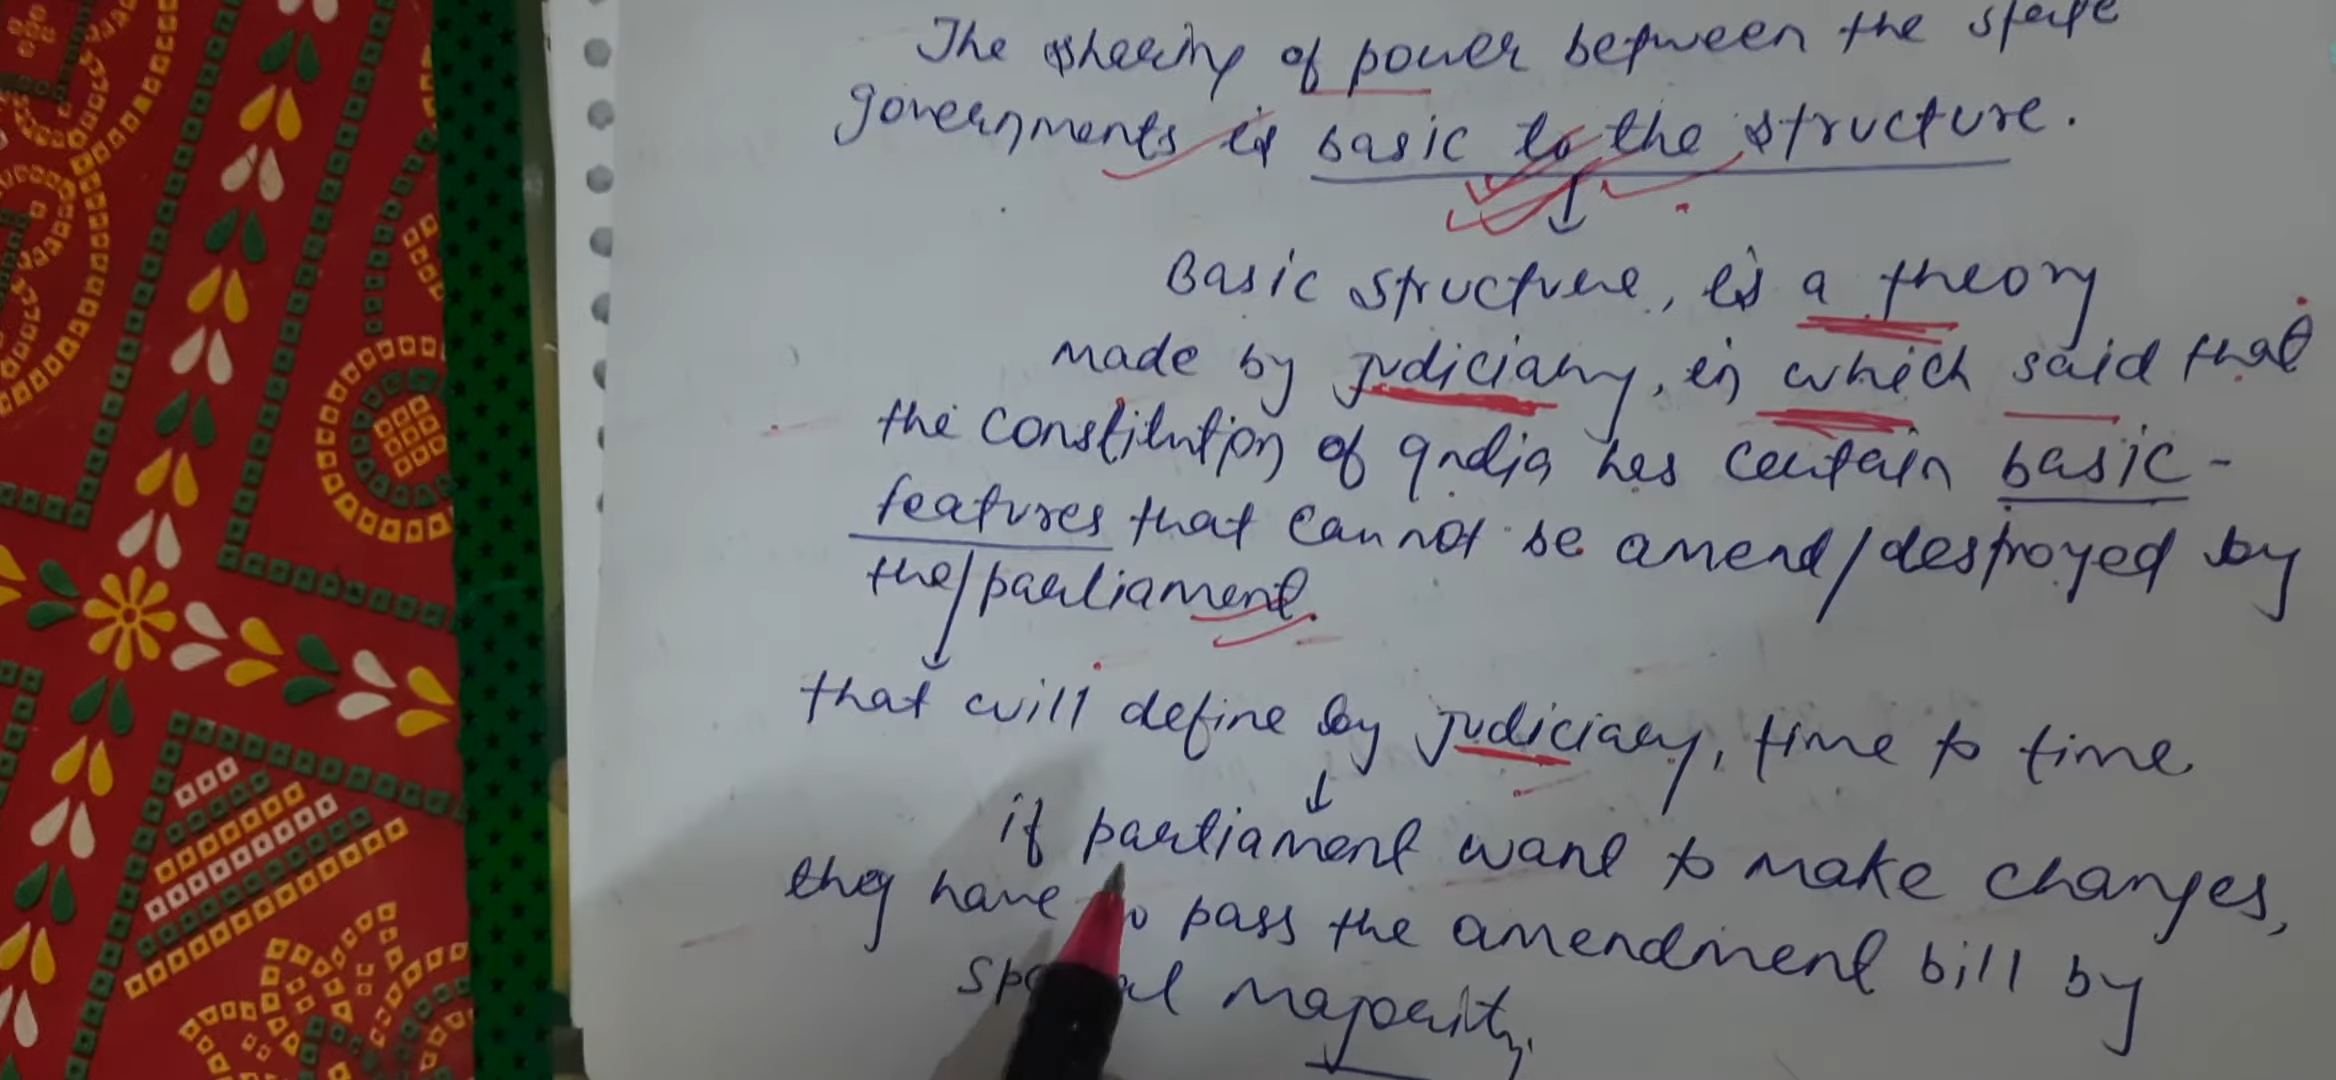 The sharing of power between the state
governments is basic to the structure.
Basic structure, is a theory
made by judiciary, in which said that
the constitution of India has certain basic-
features that cannot be amend/destroyed by
the parliament.
that will define by judiciary, time to time
if parliament want to make changes,
they have to pass the amendment bill by
special majority.